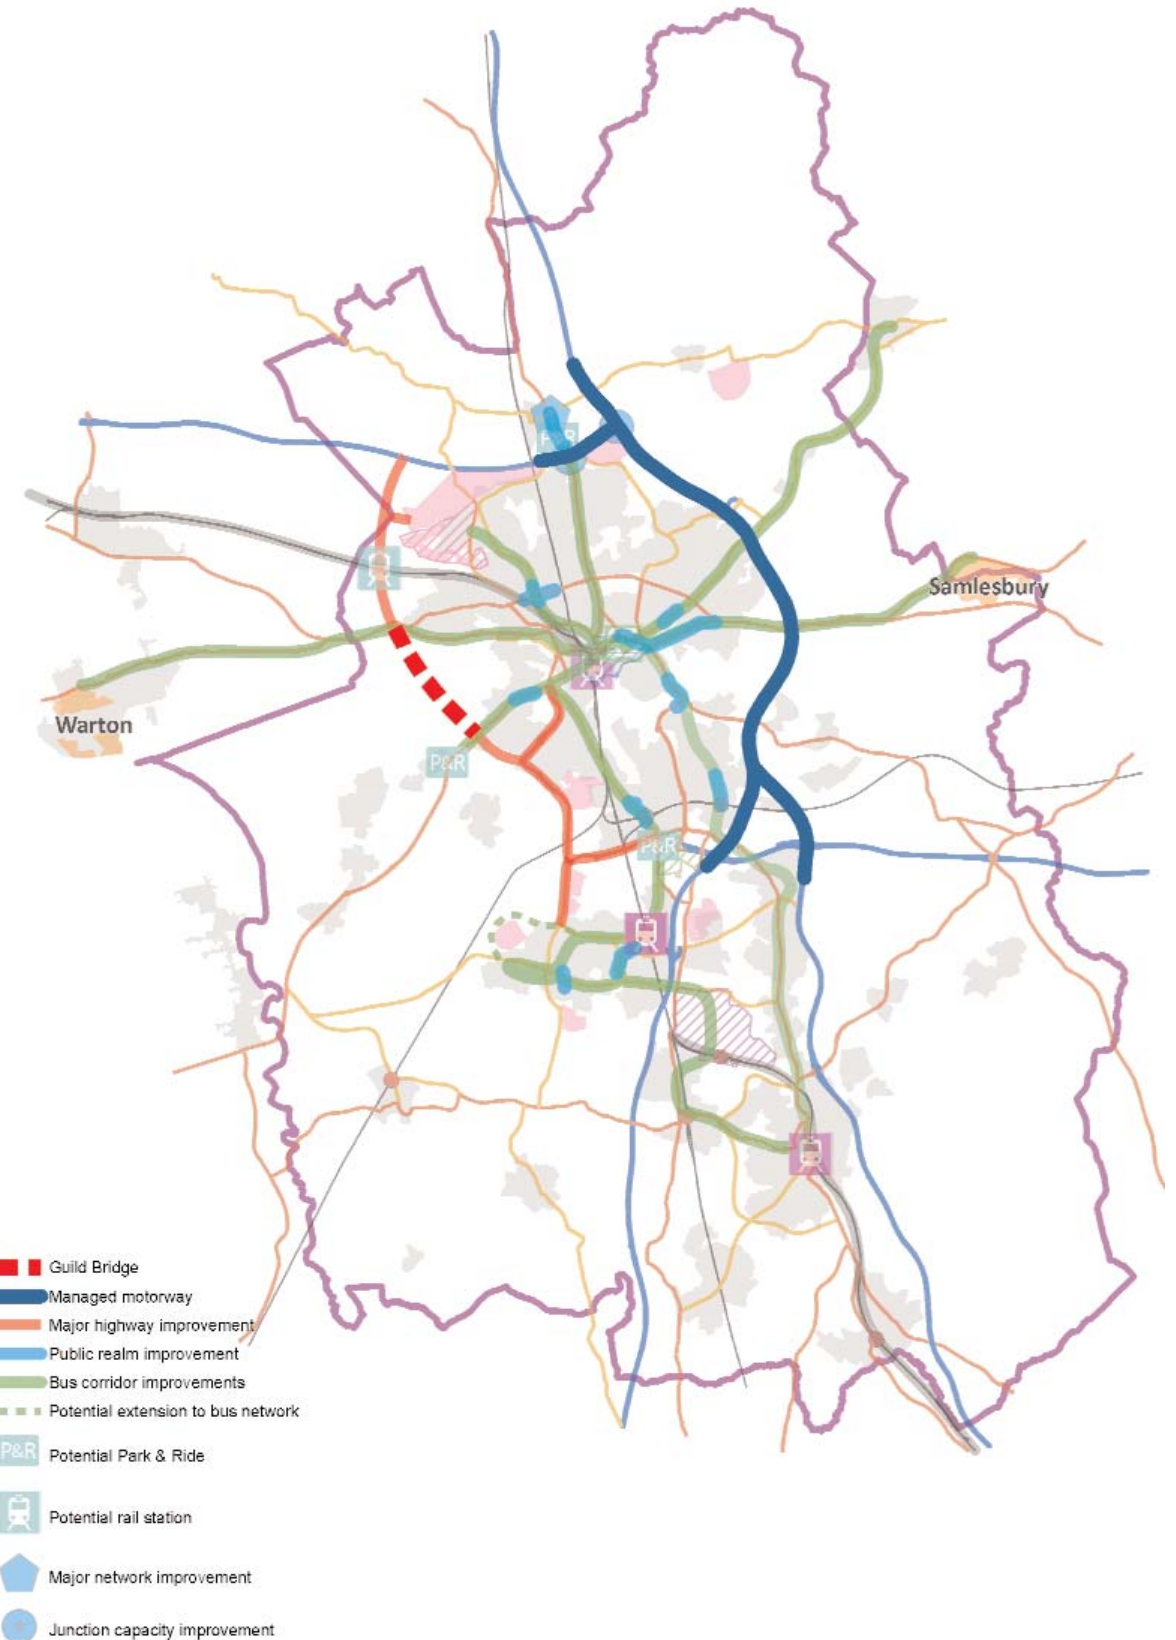 P&R
Samlesbury
Warton
P&R
P&R
Guild Bridge
Managed motorway
Major highway improvement
Public realm improvement
Bus corridor improvements
Potential extension to bus network
P&R Potential Park & Ride
Potential rail station
Major network improvement
Junction capacity improvement